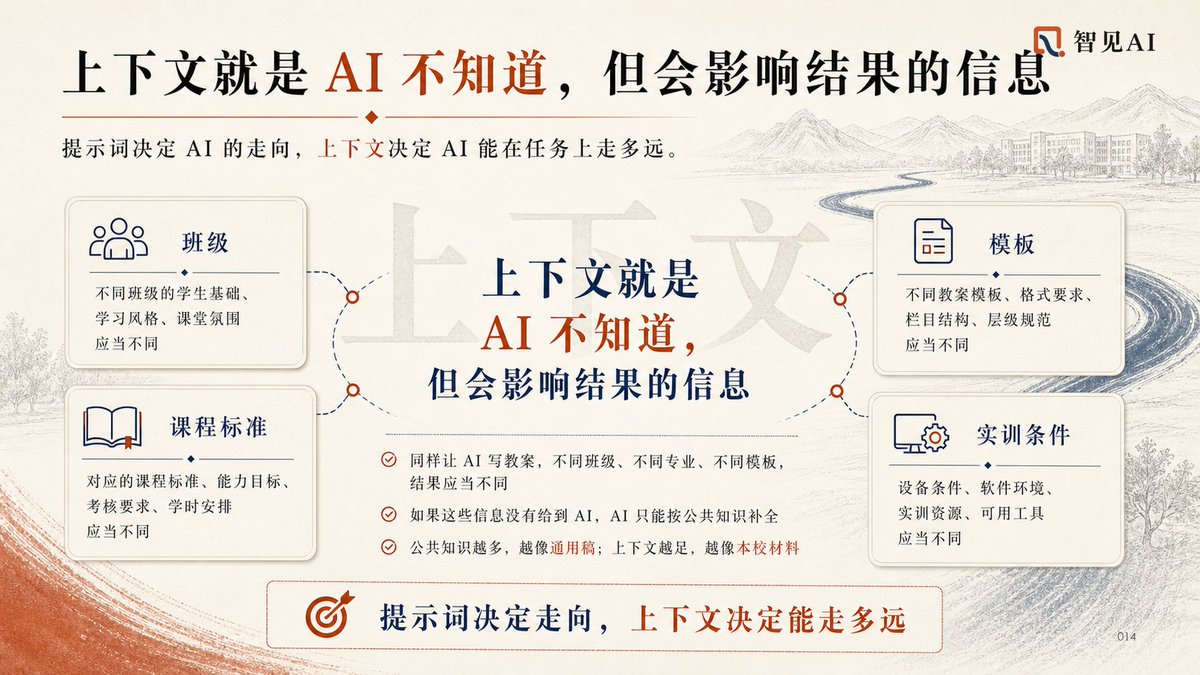 上下文就是 AI 不知道，但会影响结果的信息
智见AI
提示词决定 AI 的走向，上下文决定 AI 能在任务上走多远。
上下文
班级
不同班级的学生基础、
学习风格、课堂氛围
应当不同
课程标准
对应的课程标准、能力目标、
考核要求、学时安排
应当不同
上下文就是
AI 不知道，
但会影响结果的信息
同样让 AI 写教案，不同班级、不同专业、不同模板，
结果应当不同
如果这些信息没有给到 AI，AI 只能按公共知识补全
公共知识越多，越像通用稿；上下文越足，越像本校材料
模板
不同教案模板、格式要求、
栏目结构、层级规范
应当不同
实训条件
设备条件、软件环境、
实训资源、可用工具
应当不同
提示词决定走向，上下文决定能走多远
014